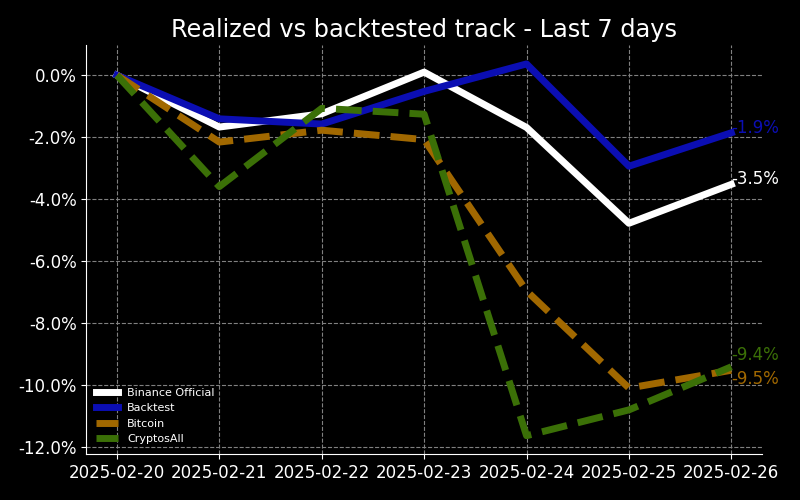 Realized vs backtested track - Last 7 days
0.0%
-2.0%
-4.0%
-6.0%
-8.0%
-10.0%
-12.0%
-1.9%
-3.5%
-9.4%
-9.5%
Binance Official
Backtest
Bitcoin
CryptosAll
2025-02-20 2025-02-21 2025-02-22 2025-02-23 2025-02-24 2025-02-25 2025-02-26